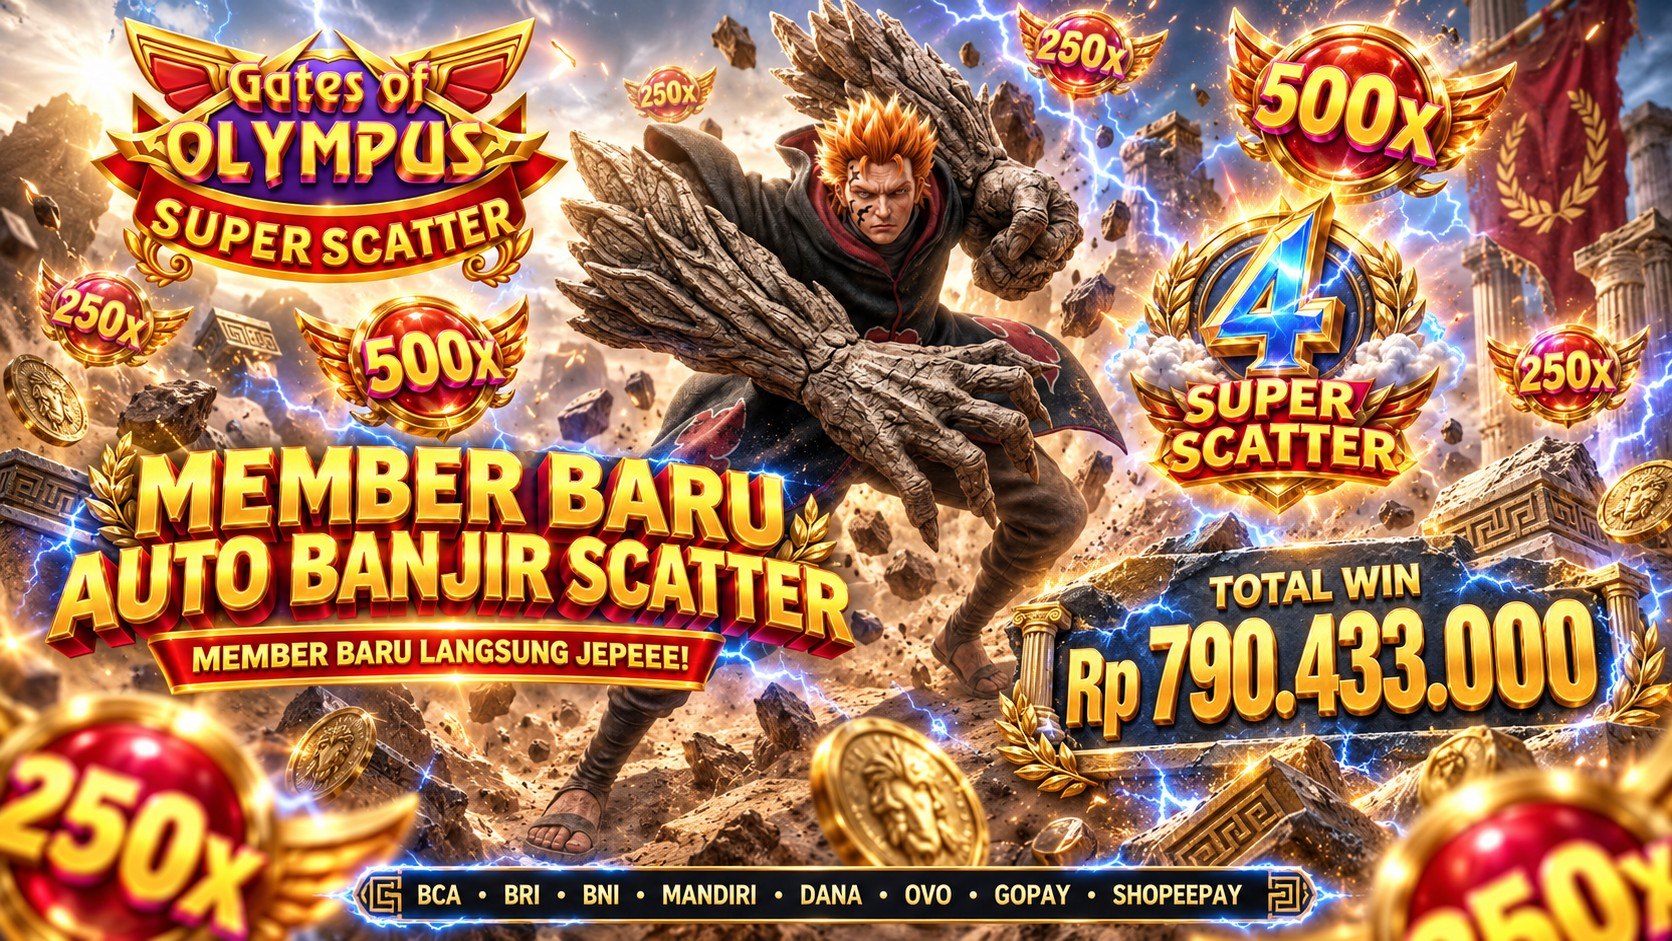 Gates of
OLYMPUS
SUPER SCATTER
250X
250X
500X
250X
500X
4
SUPER
SCATTER
250X
MEMBER BARU
AUTO BANJIR SCATTER
MEMBER BARU LANGSUNG JEPEEE!
TOTAL WIN
Rp 790.433.000
250X
250X
BCA • BRI • BNI • MANDIRI • DANA • OVO • GOPAY • SHOPEEPAY